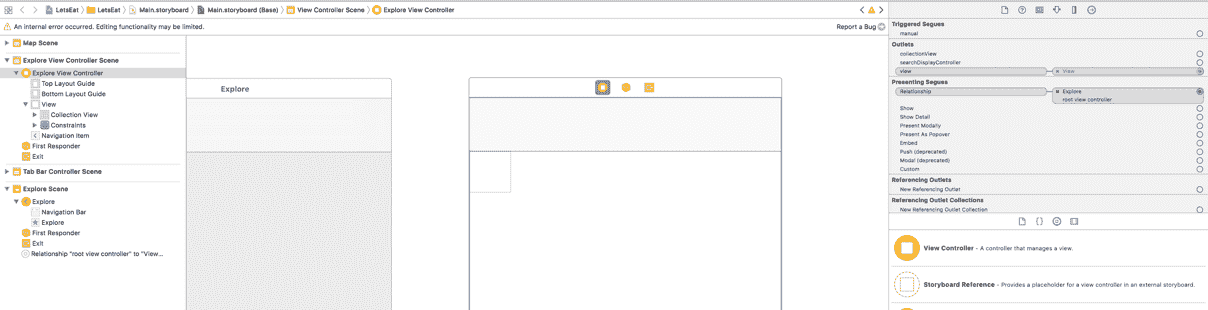 LetsEat LetsEat Main.storyboard Main.storyboard (Base) View Controller Scene Explore View Controller
An internal error occurred. Editing functionality may be limited.
Report a Bug
Map Scene
Explore View Controller Scene
Explore View Controller
Top Layout Guide
Bottom Layout Guide
View
Collection View
Constraints
Navigation Item
First Responder
Exit
Tab Bar Controller Scene
Explore Scene
Explore
Navigation Bar
Explore
First Responder
Exit
Relationship "root view controller" to "View...
Explore
Triggered Segues
manual
Outlets
collectionView
searchDisplayController
view View
Presenting Segues
Relationship Explore
root view controller
Show
Show Detail
Present Modally
Present As Popover
Embed
Push (deprecated)
Modal (deprecated)
Custom
Referencing Outlets
New Referencing Outlet
Referencing Outlet Collections
New Referencing Outlet Collection
View Controller - A controller that manages a view.
Storyboard Reference - Provides a placeholder for a view controller in an external storyboard.